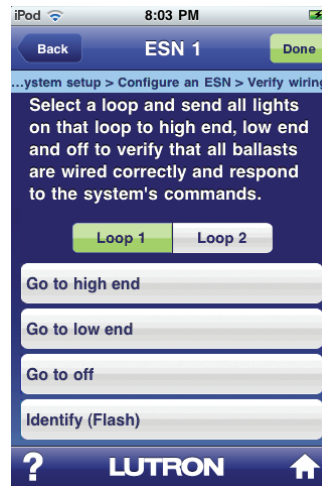 iPod 8:03 PM
Back ESN 1 Done
...ystem setup > Configure an ESN > Verify wiring
Select a loop and send all lights
on that loop to high end, low end
and off to verify that all ballasts
are wired correctly and respond
to the system's commands.
Loop 1 Loop 2
Go to high end
Go to low end
Go to off
Identify (Flash)
? LUTRON